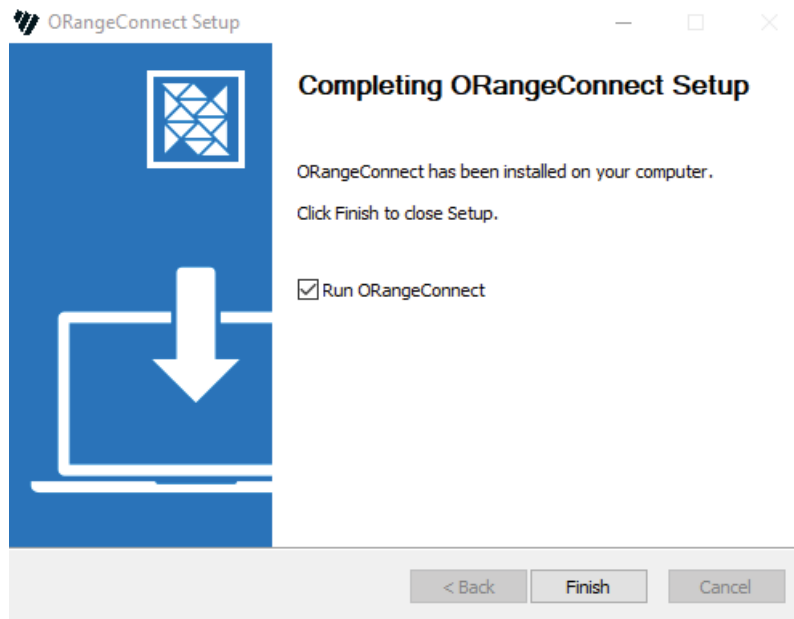 ORangeConnect Setup
Completing ORangeConnect Setup
ORangeConnect has been installed on your computer.
Click Finish to close Setup.
Run ORangeConnect
< Back
Finish
Cancel